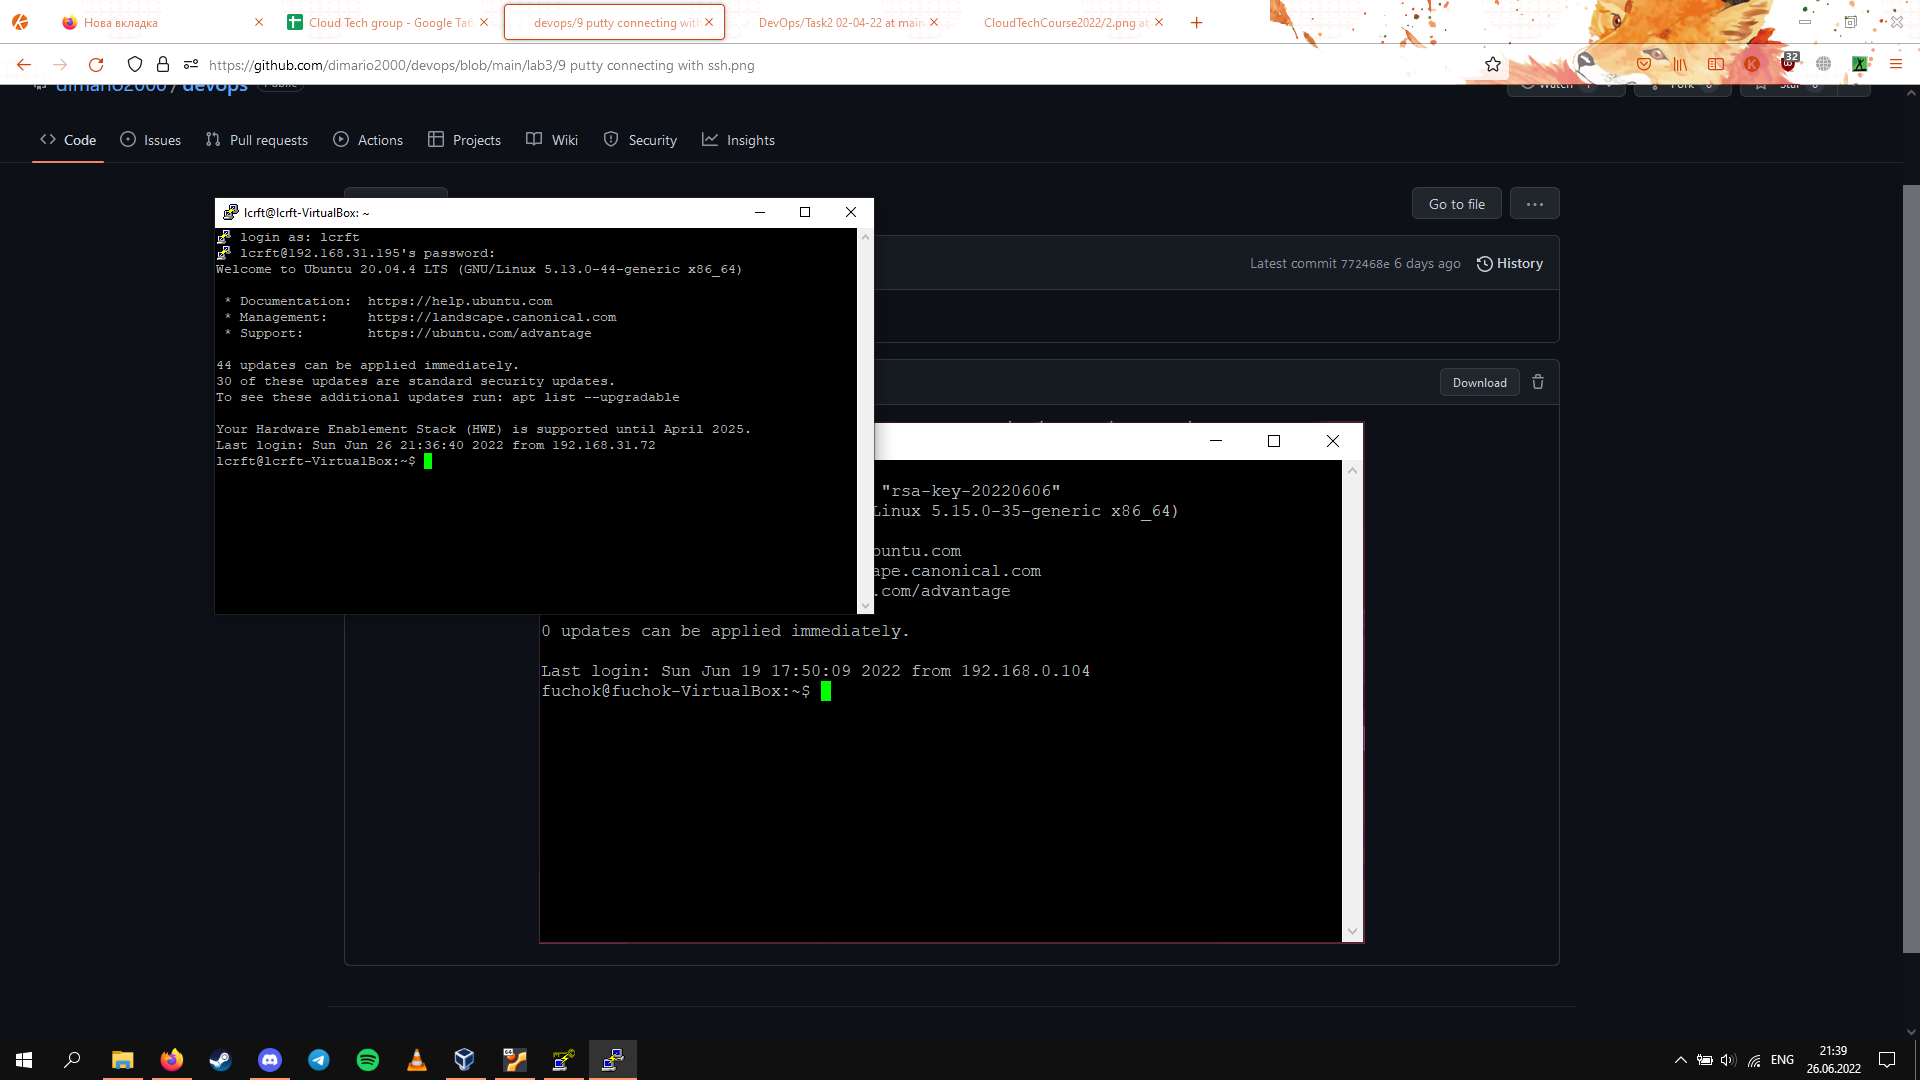 Нова вкладка
Cloud Tech group - Google Таб
devops/9 putty connecting with
DevOps/Task2 02-04-22 at main
CloudTechCourse2022/2.png at
https://github.com/dimario2000/devops/blob/main/lab3/9 putty connecting with ssh.png
32
dimario2000 / devops Public
Watch
Fork 0
Star 0
Code
Issues
Pull requests
Actions
Projects
Wiki
Security
Insights
Go to file
Latest commit 772468e 6 days ago
History
Download
lcrft@lcrft-VirtualBox: ~
login as: lcrft
lcrft@192.168.31.195's password:
Welcome to Ubuntu 20.04.4 LTS (GNU/Linux 5.13.0-44-generic x86_64)
* Documentation: https://help.ubuntu.com
* Management: https://landscape.canonical.com
* Support: https://ubuntu.com/advantage
44 updates can be applied immediately.
30 of these updates are standard security updates.
To see these additional updates run: apt list --upgradable
Your Hardware Enablement Stack (HWE) is supported until April 2025.
Last login: Sun Jun 26 21:36:40 2022 from 192.168.31.72
lcrft@lcrft-VirtualBox:~$
"rsa-key-20220606"
Linux 5.15.0-35-generic x86_64)
buntu.com
ape.canonical.com
.com/advantage
0 updates can be applied immediately.
Last login: Sun Jun 19 17:50:09 2022 from 192.168.0.104
fuchok@fuchok-VirtualBox:~$
ENG
21:39
26.06.2022